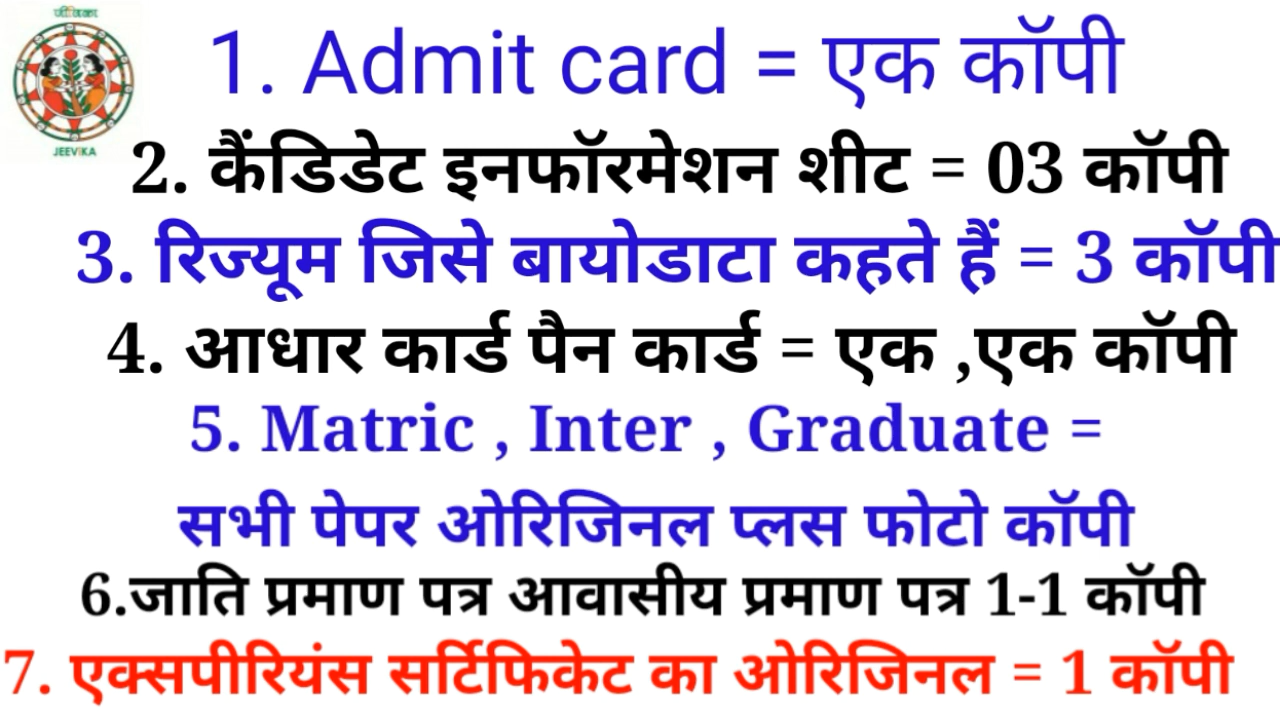 जीविका
JEEViKA
1. Admit card = एक कॉपी
2. कैंडिडेट इनफॉरमेशन शीट = 03 कॉपी
3. रिज्यूम जिसे बायोडाटा कहते हैं = 3 कॉपी
4. आधार कार्ड पैन कार्ड = एक ,एक कॉपी
5. Matric , Inter , Graduate =
सभी पेपर ओरिजिनल प्लस फोटो कॉपी
6.जाति प्रमाण पत्र आवासीय प्रमाण पत्र 1-1 कॉपी
7. एक्सपीरियंस सर्टिफिकेट का ओरिजिनल = 1 कॉपी